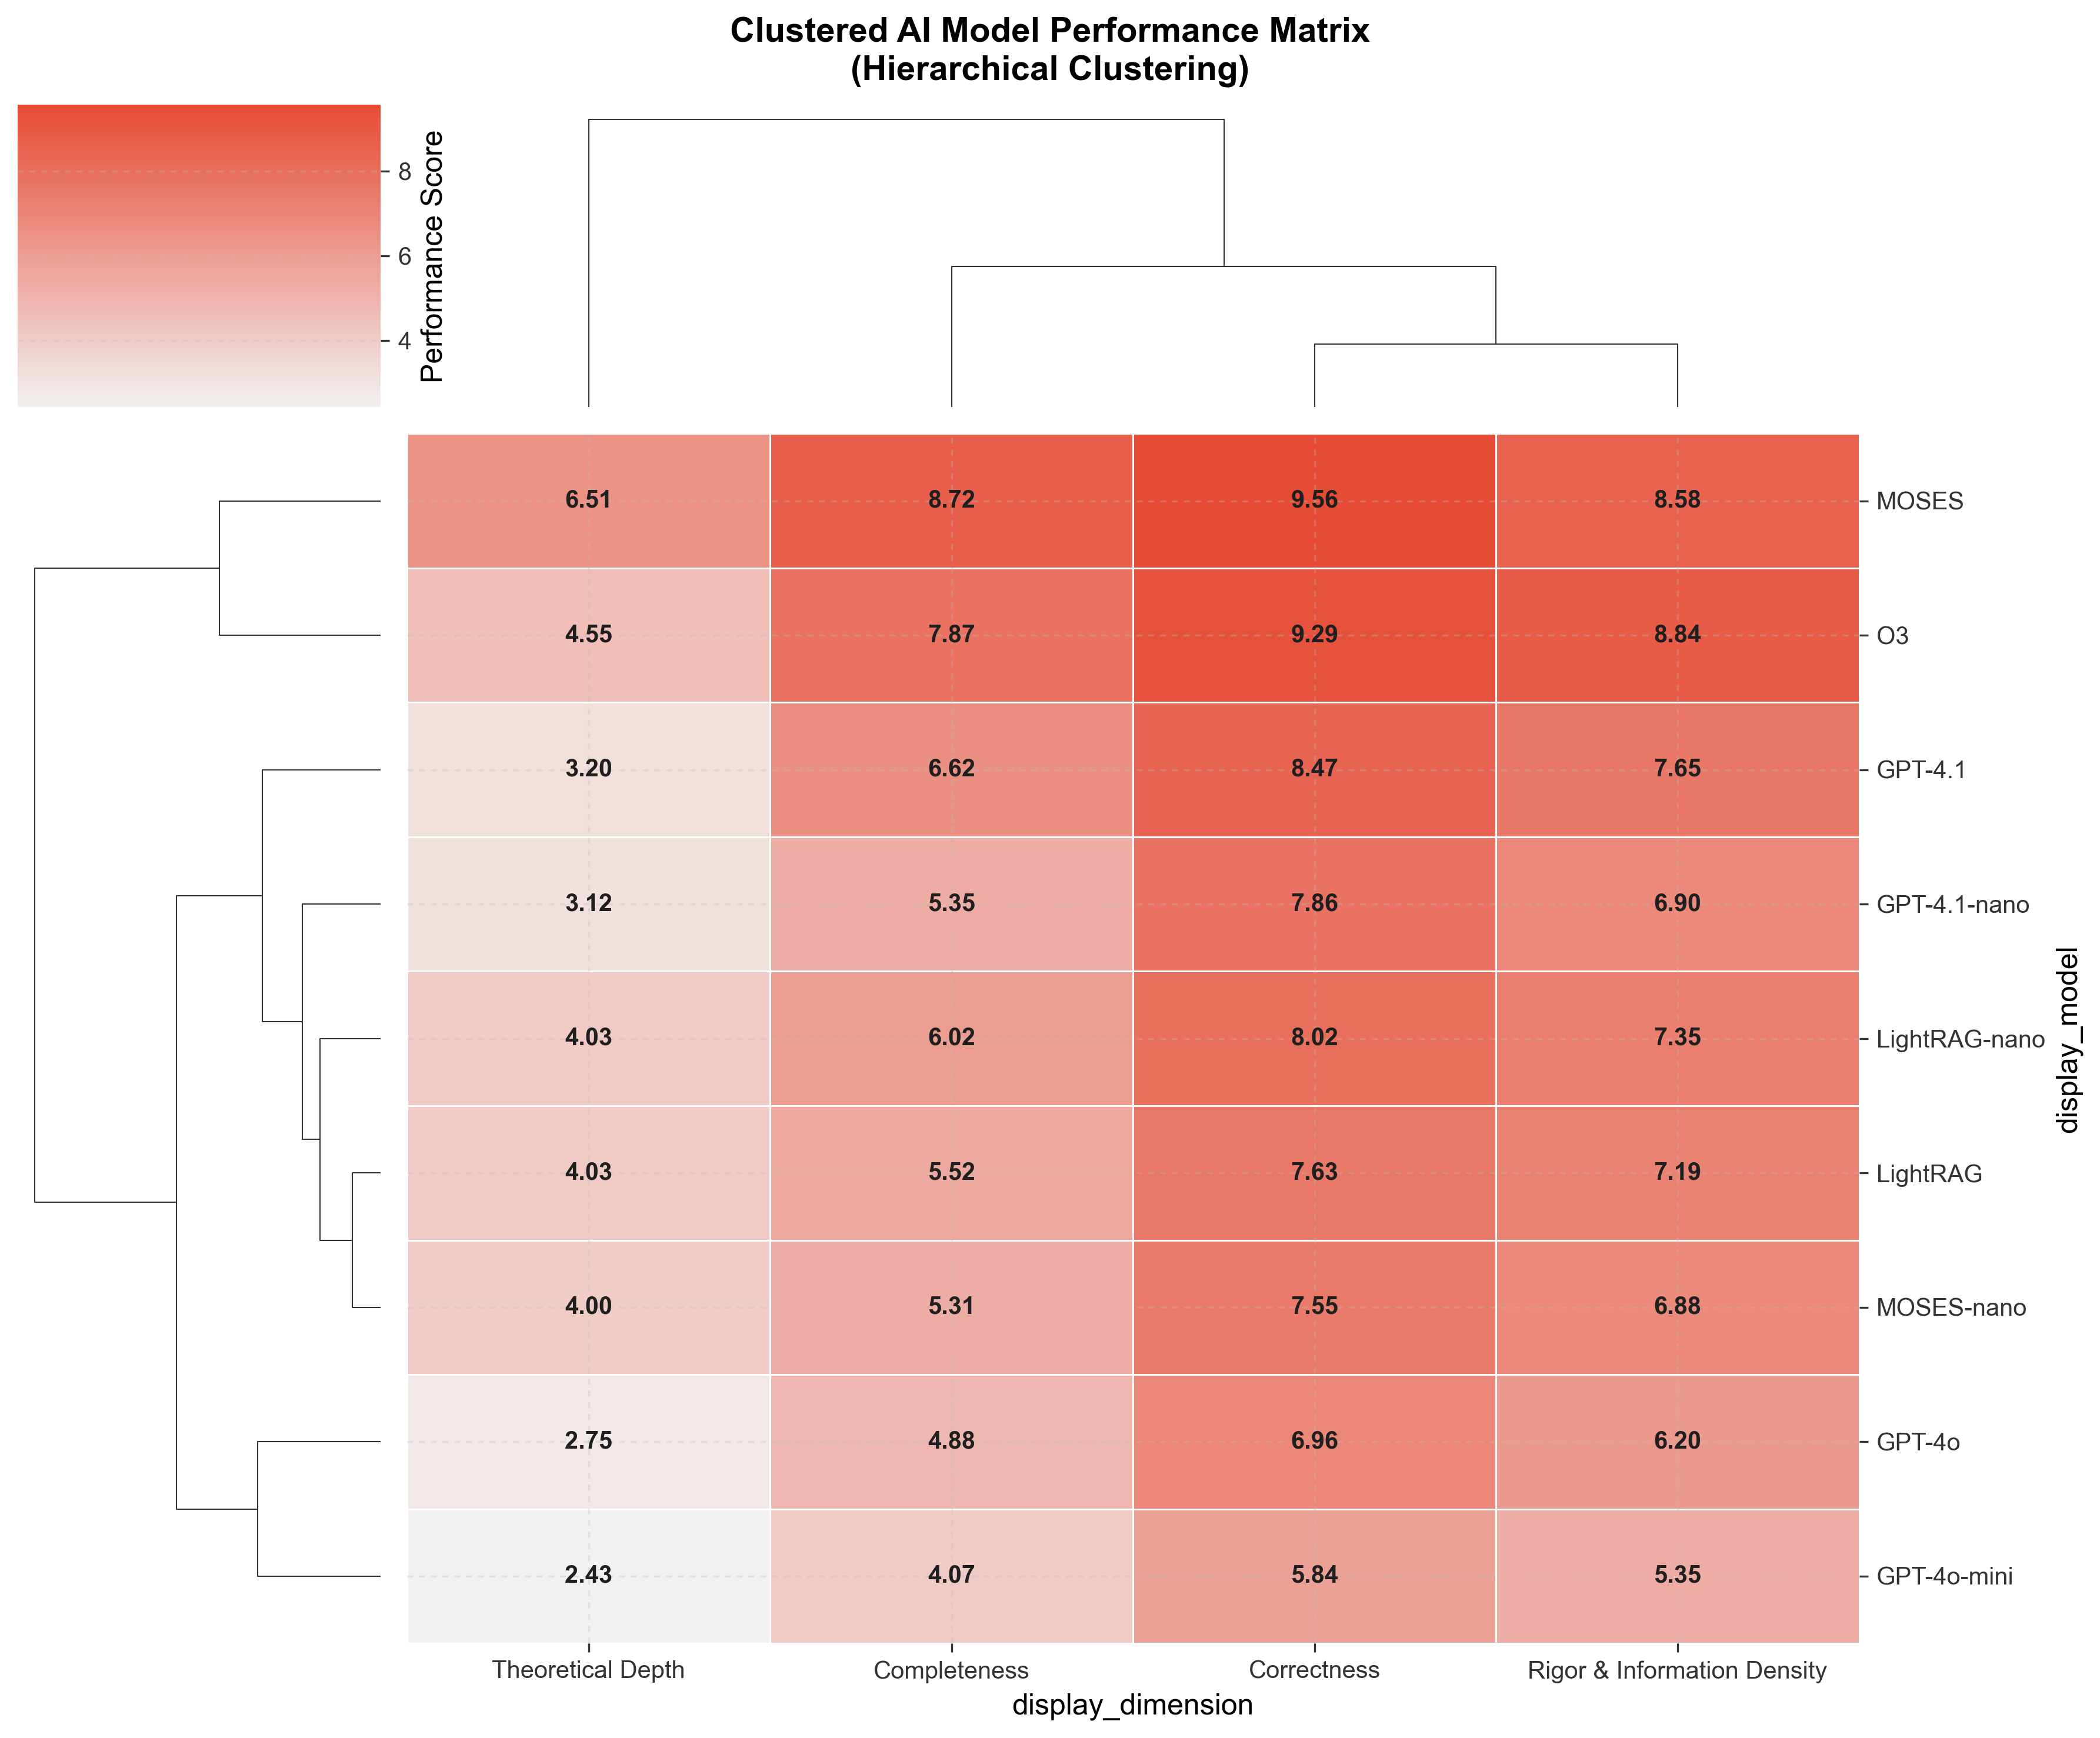 Clustered AI Model Performance Matrix
(Hierarchical Clustering)
8
6
4
Performance Score
6.51 8.72 9.56 8.58 MOSES
4.55 7.87 9.29 8.84 O3
3.20 6.62 8.47 7.65 GPT-4.1
3.12 5.35 7.86 6.90 GPT-4.1-nano
4.03 6.02 8.02 7.35 LightRAG-nano
4.03 5.52 7.63 7.19 LightRAG
4.00 5.31 7.55 6.88 MOSES-nano
2.75 4.88 6.96 6.20 GPT-4o
2.43 4.07 5.84 5.35 GPT-4o-mini
display_model
Theoretical Depth Completeness Correctness Rigor & Information Density
display_dimension